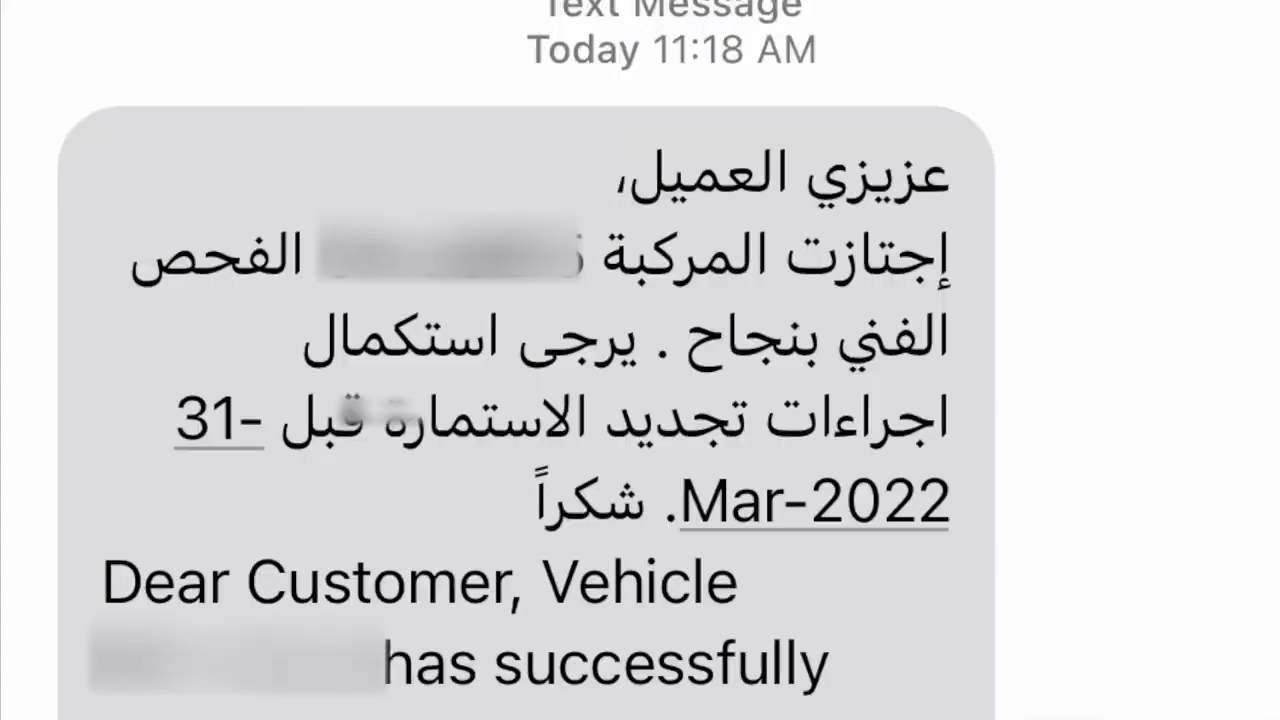 Text Message
Today 11:18 AM
عزيزي العميل،
إجتازت المركبة الفحص
الفني بنجاح . يرجى استكمال
اجراءات تجديد الاستمارة قبل 31-
Mar-2022. شكراً
Dear Customer, Vehicle
has successfully